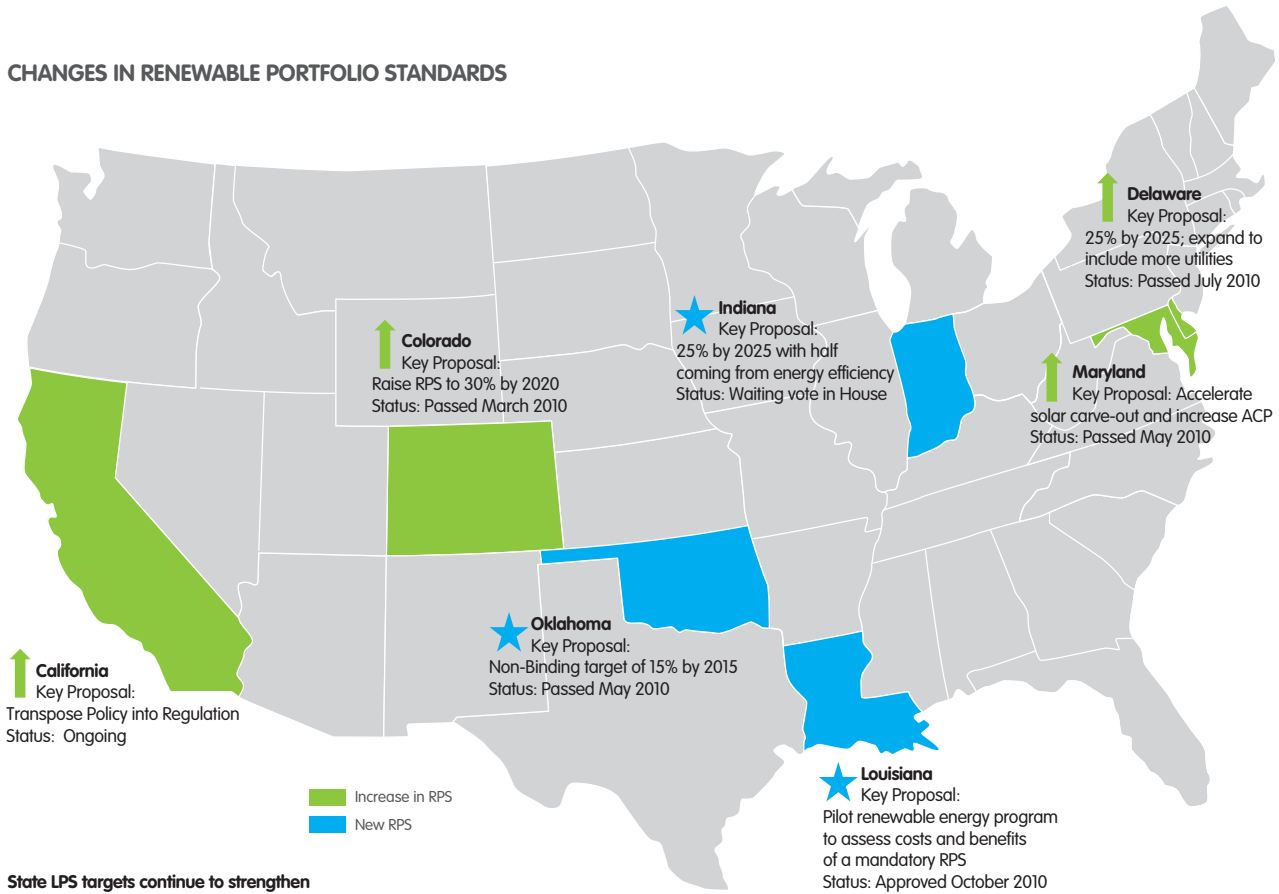 CHANGES IN RENEWABLE PORTFOLIO STANDARDS
Delaware
Key Proposal:
25% by 2025; expand to
include more utilities
Status: Passed July 2010
Indiana
Key Proposal:
25% by 2025 with half
coming from energy efficiency
Status: Waiting vote in House
Colorado
Key Proposal:
Raise RPS to 30% by 2020
Status: Passed March 2010
Maryland
Key Proposal: Accelerate
solar carve-out and increase ACP
Status: Passed May 2010
Oklahoma
Key Proposal:
Non-Binding target of 15% by 2015
Status: Passed May 2010
California
Key Proposal:
Transpose Policy into Regulation
Status: Ongoing
Louisiana
Key Proposal:
Pilot renewable energy program
to assess costs and benefits
of a mandatory RPS
Status: Approved October 2010
Increase in RPS
New RPS
State LPS targets continue to strengthen